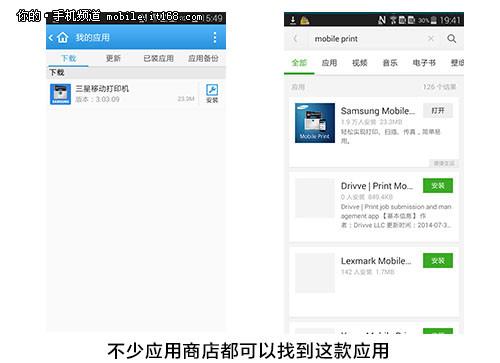 你的·手机频道 mobile.it168.com
5:49
我的应用
下载 更新 已装应用 应用备份
下载
三星移动打印机
版本：3.03.09 23.9M 安装
SAMSUNG
19:41
30%
mobile print
全部 应用 视频 音乐 电子书 壁纸
应用 126 个结果
Samsung Mobile... 打开
1.9 万人安装 23.3MB
轻松实现打印、扫描、传真，简单易用。
Mobile Print
Drivve | Print Mo... 安装
0 人安装 849.4KB
Drivve | Print job submission and management app 【基本信息】 作者：Drivve LLC 更新时间：2014-07-3...
Lexmark Mobile... 安装
142 人安装 1.7MB
安装
不少应用商店都可以找到这款应用